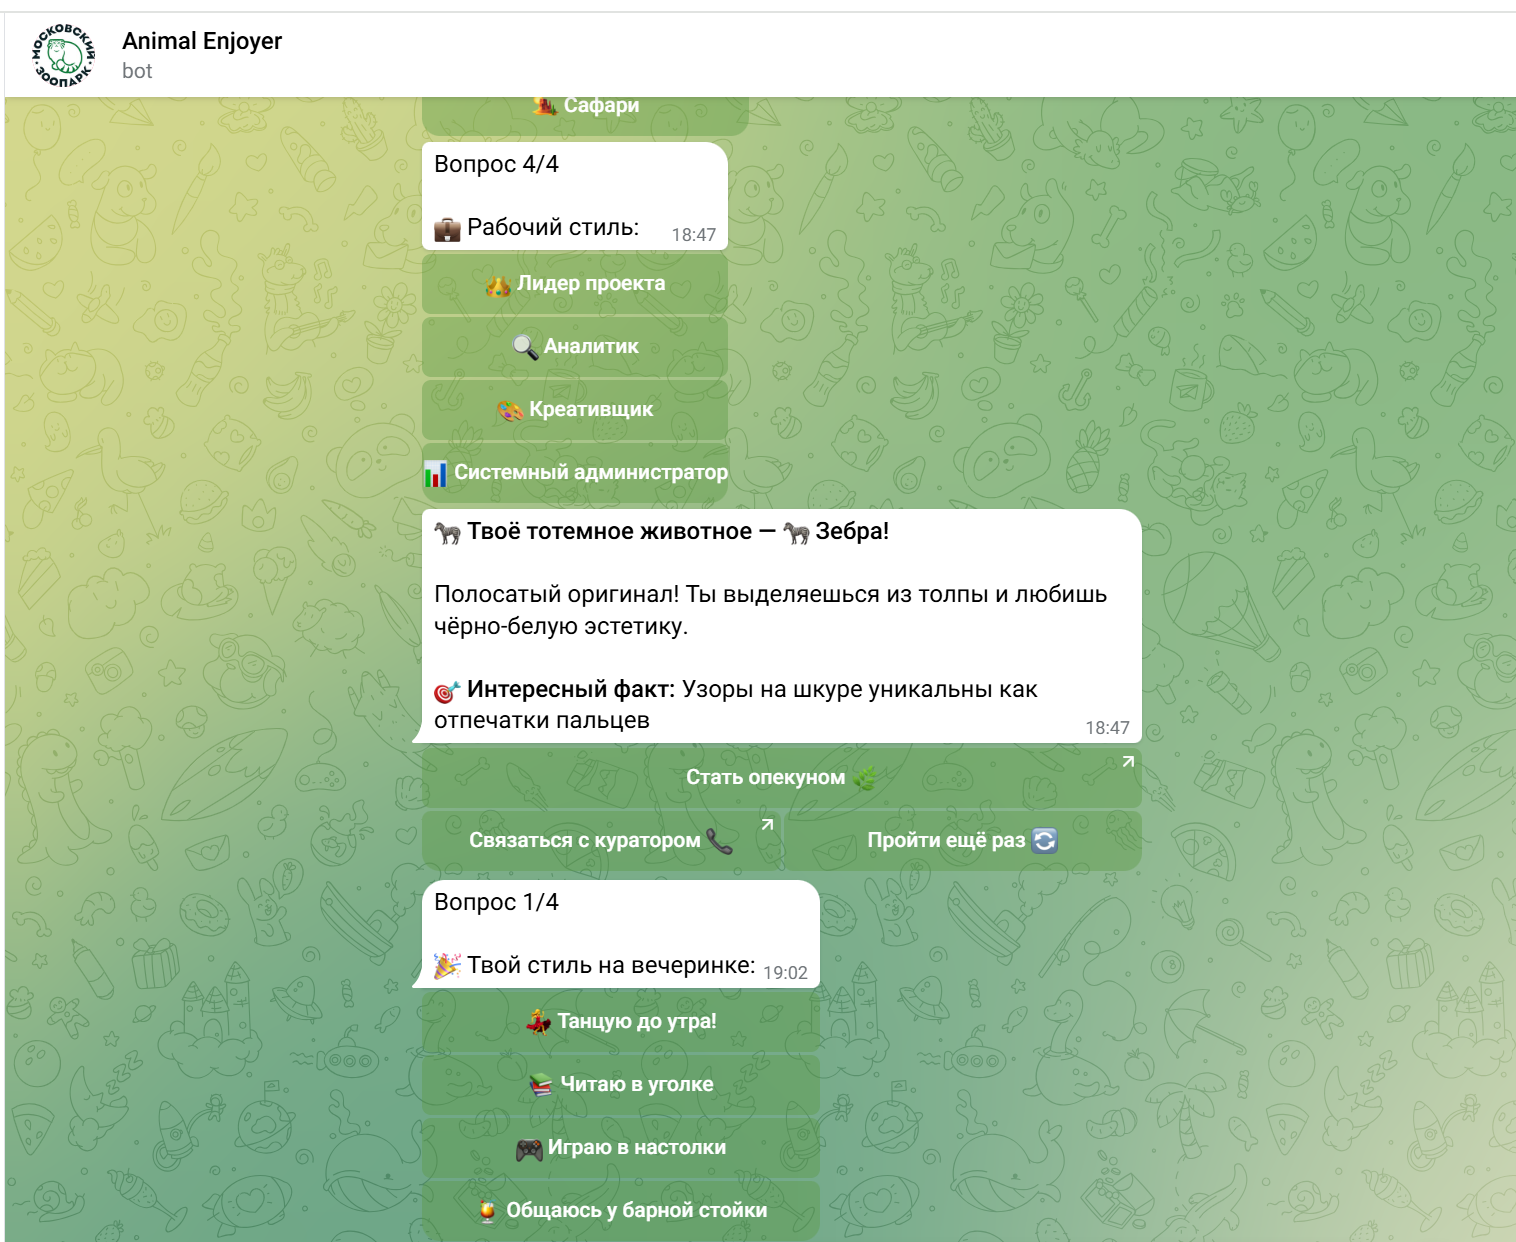 МОСКОВСКИЙ ЗООПАРК
Animal Enjoyer
bot
Сафари
Вопрос 4/4
Рабочий стиль:
18:47
Лидер проекта
Аналитик
Креативщик
Системный администратор
Твоё тотемное животное — Зебра!
Полосатый оригинал! Ты выделяешься из толпы и любишь
чёрно-белую эстетику.
Интересный факт: Узоры на шкуре уникальны как
отпечатки пальцев
18:47
Стать опекуном
Связаться с куратором
Пройти ещё раз
Вопрос 1/4
Твой стиль на вечеринке:
19:02
Танцую до утра!
Читаю в уголке
Играю в настолки
Общаюсь у барной стойки